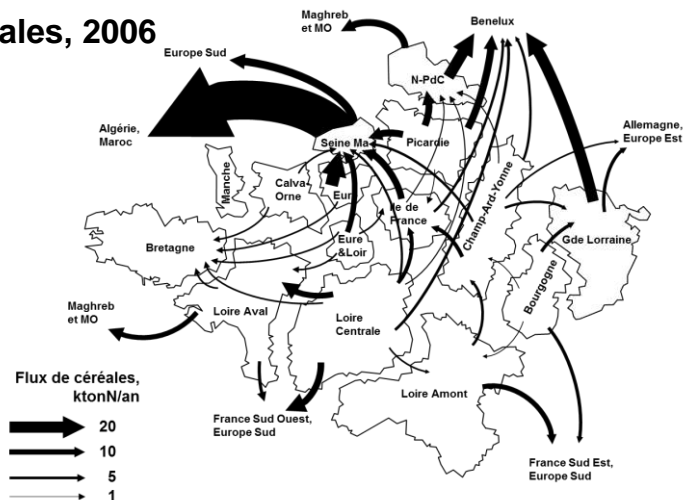 ales, 2006
Maghreb
et MO
Benelux
Europe Sud
N-PdC
Algérie,
Maroc
Seine Ma
Picardie
Allemagne,
Europe Est
Manche
Calva-
Orne
Eur
Ile de
France
Champ-Ard-Yonne
Bretagne
Eure
&Loir
Gde Lorraine
Bourgogne
Maghreb
et MO
Loire Aval
Loire
Centrale
Flux de céréales,
ktonN/an
20
10
5
1
Loire Amont
France Sud Ouest,
Europe Sud
France Sud Est,
Europe Sud